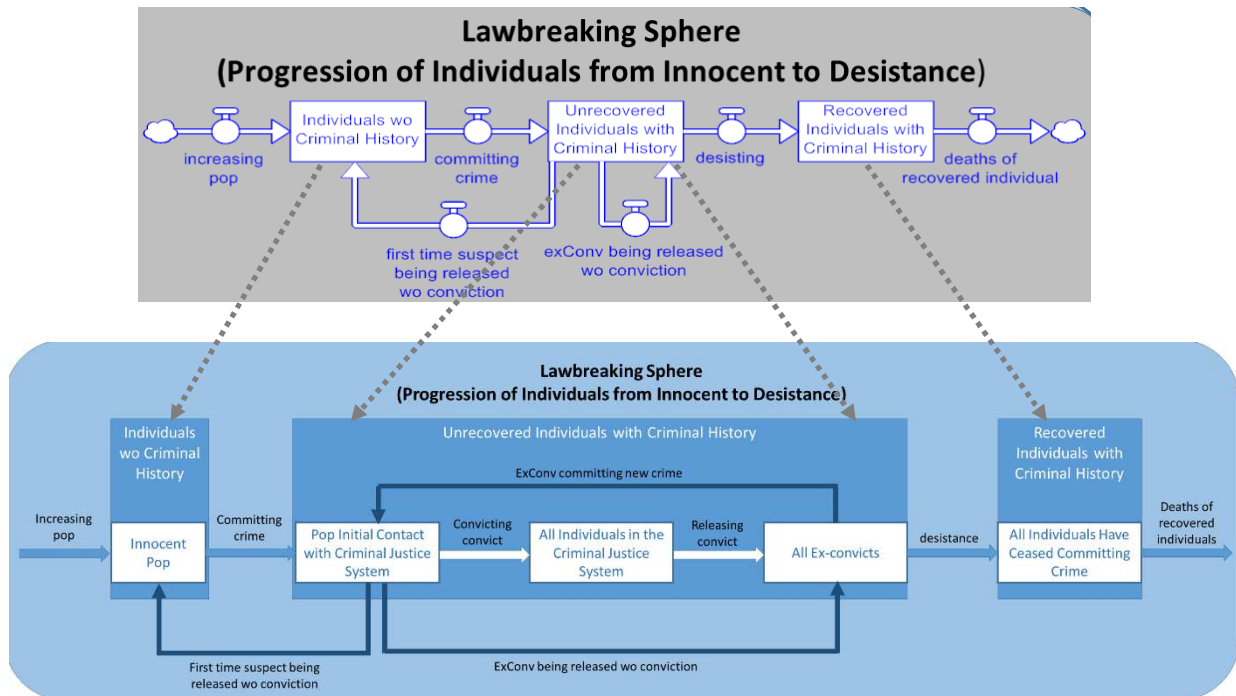 Lawbreaking Sphere
(Progression of Individuals from Innocent to Desistance)
increasing
pop
Individuals wo
Criminal History
committing
crime
Unrecovered
Individuals with
Criminal History
desisting
Recovered
Individuals with
Criminal History
deaths of
recovered individual
first time suspect
being released
wo conviction
exConv being released
wo conviction
Lawbreaking Sphere
(Progression of Individuals from Innocent to Desistance)
Individuals
wo Criminal
History
Unrecovered Individuals with Criminal History
Recovered
Individuals with
Criminal History
ExConv committing new crime
Increasing
pop
Innocent
Pop
Committing
crime
Pop Initial Contact
with Criminal Justice
System
Convicting
convict
All Individuals in the
Criminal Justice
System
Releasing
convict
All Ex-convicts
desistance
All Individuals Have
Ceased Committing
Crime
Deaths of
recovered
individuals
First time suspect being
released wo conviction
ExConv being released wo conviction